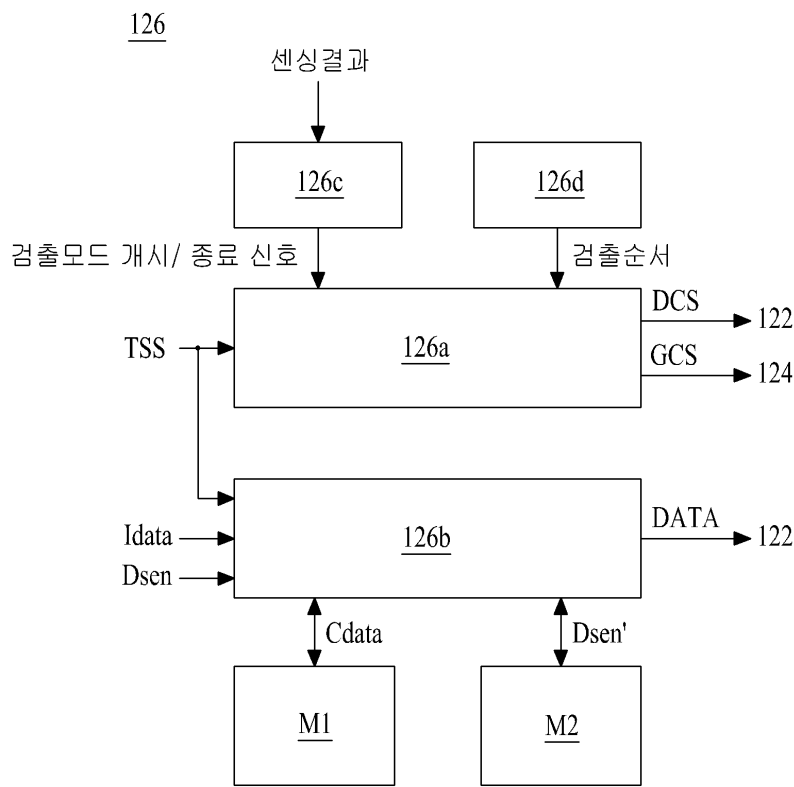 126
센싱결과
126c
126d
검출모드 개시/ 종료 신호
검출순서
TSS
126a
DCS
122
GCS
124
Idata
Dsen
126b
DATA
122
Cdata
Dsen'
M1
M2